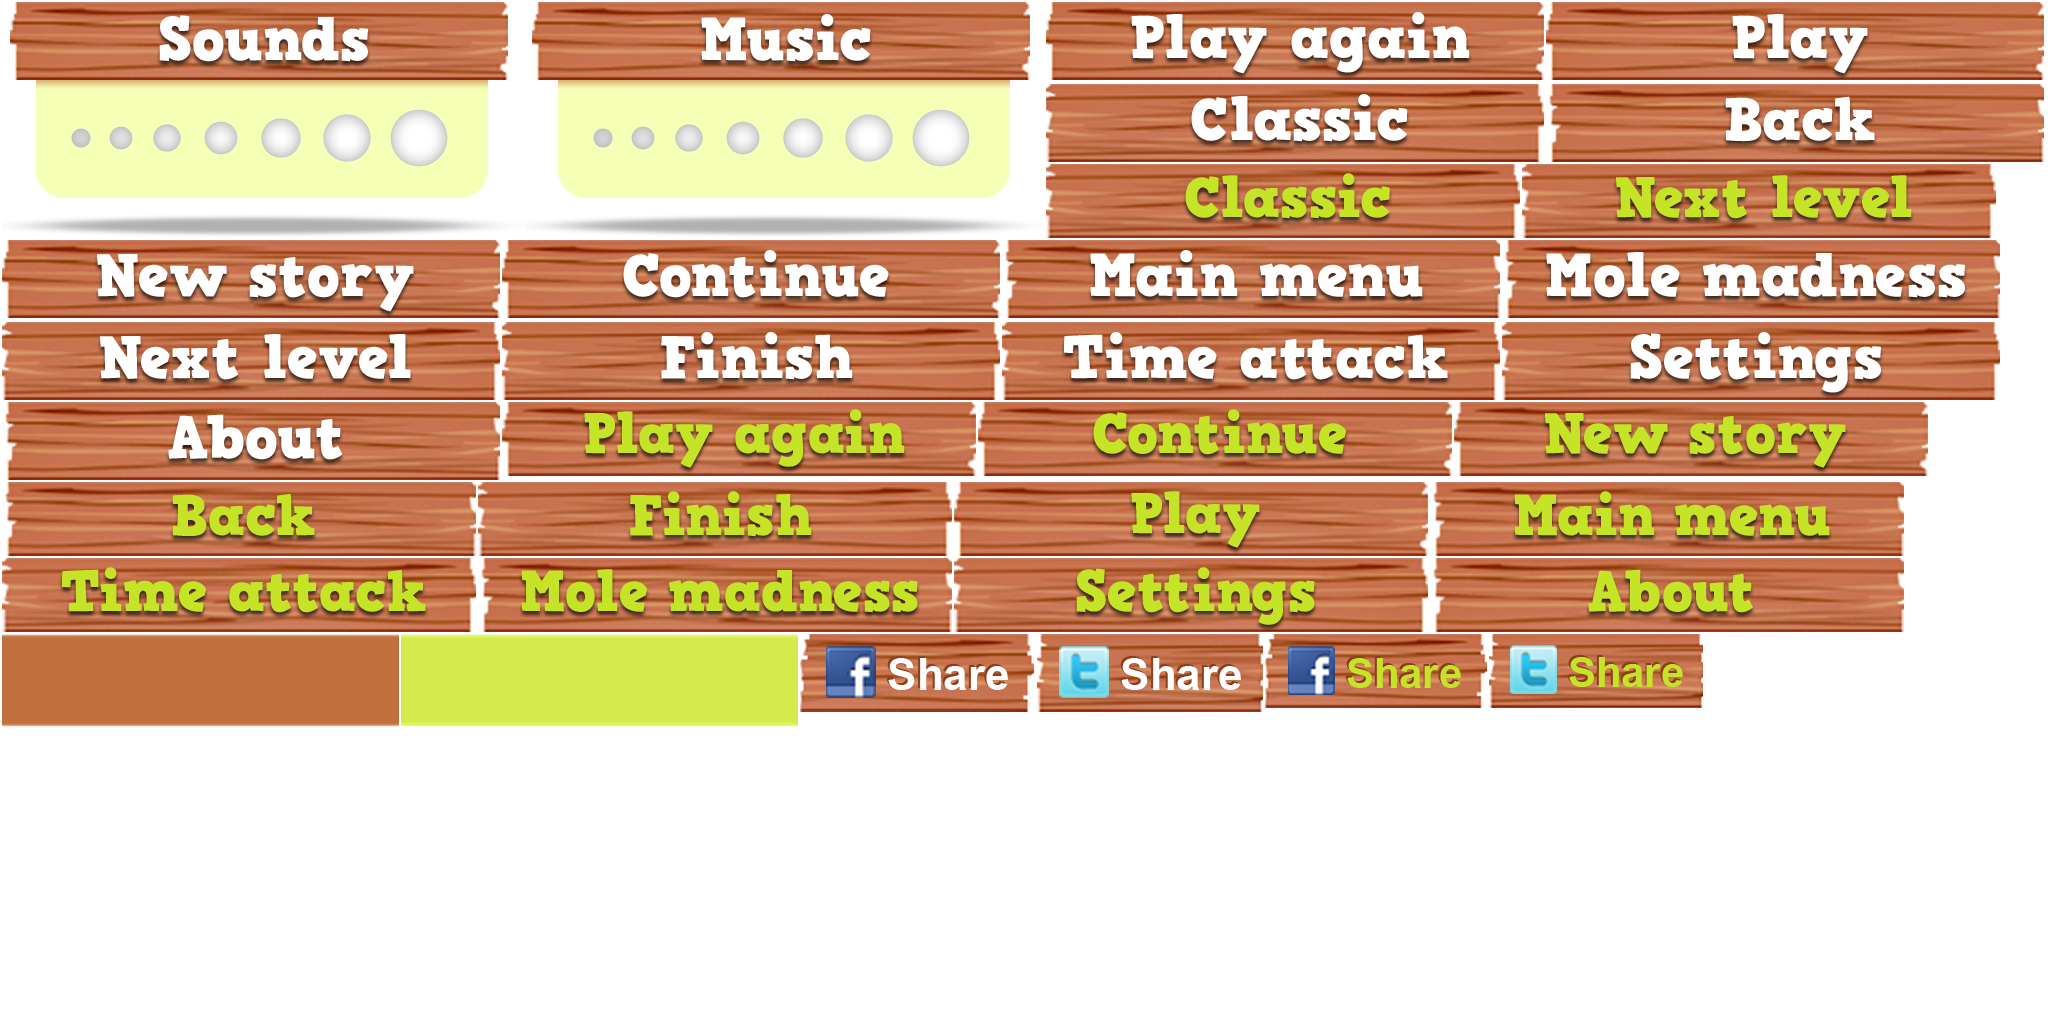 Sounds
Music
Play again
Play
Classic
Back
Classic
Next level
New story
Continue
Main menu
Mole madness
Next level
Finish
Time attack
Settings
About
Play again
Continue
New story
Back
Finish
Play
Main menu
Time attack
Mole madness
Settings
About
f Share
t Share
f Share
t Share